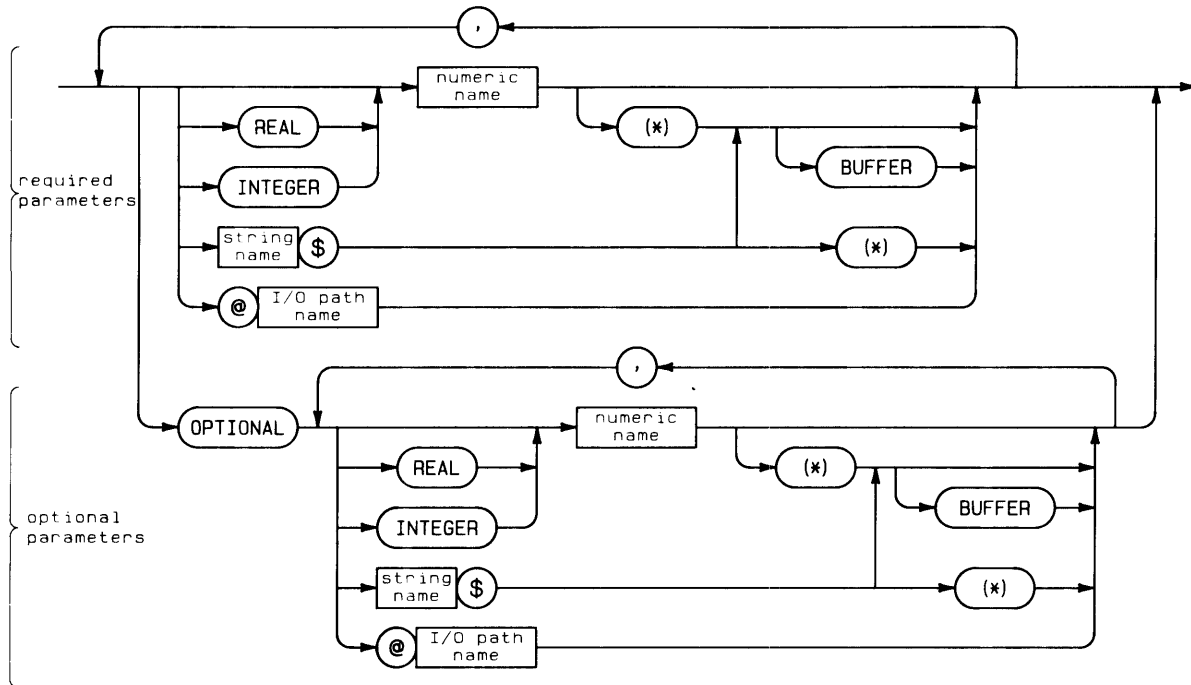 ,
numeric
name
REAL
(*)
INTEGER
BUFFER
required
parameters
string
name
$
(*)
@
I/O path
name
,
OPTIONAL
numeric
name
REAL
(*)
INTEGER
BUFFER
optional
parameters
string
name
$
(*)
@
I/O path
name